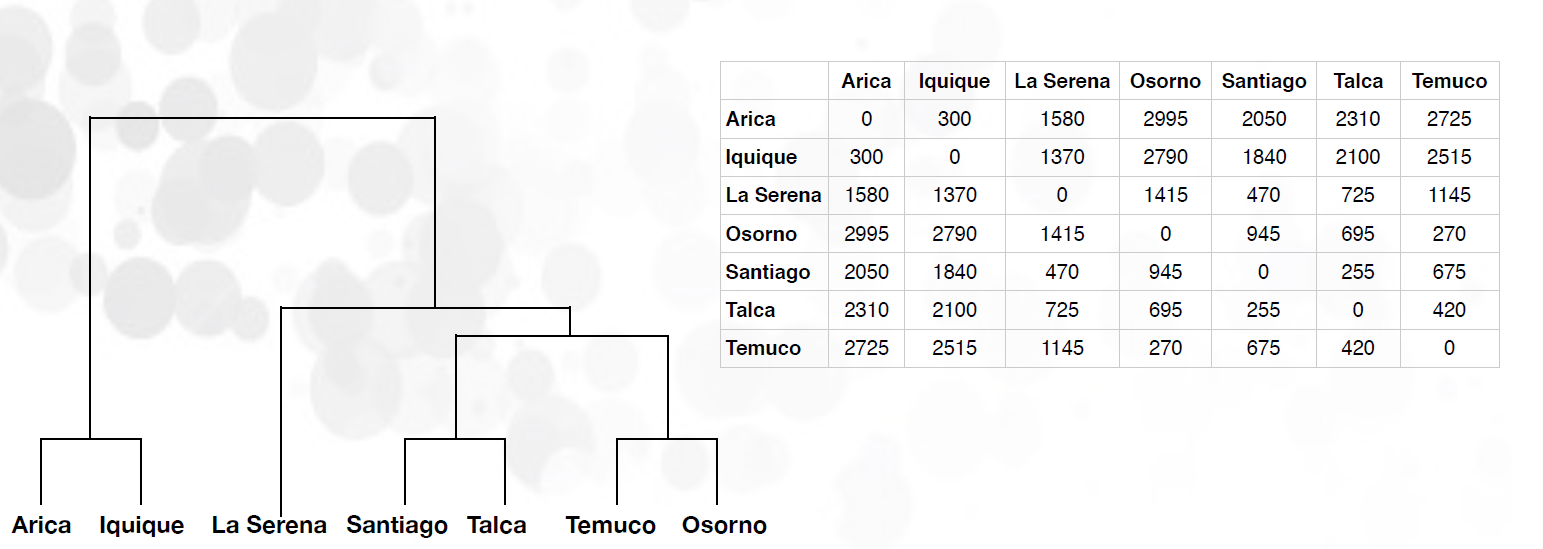 Arica Iquique La Serena Osorno Santiago Talca Temuco
Arica 0 300 1580 2995 2050 2310 2725
Iquique 300 0 1370 2790 1840 2100 2515
La Serena 1580 1370 0 1415 470 725 1145
Osorno 2995 2790 1415 0 945 695 270
Santiago 2050 1840 470 945 0 255 675
Talca 2310 2100 725 695 255 0 420
Temuco 2725 2515 1145 270 675 420 0
Arica Iquique La Serena Santiago Talca Temuco Osorno